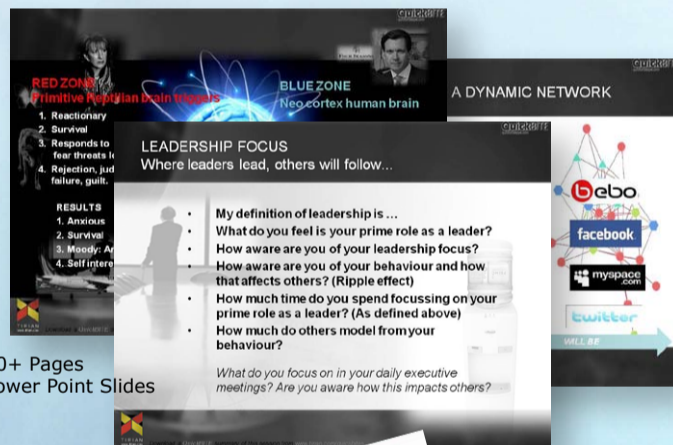 QuickBITE
RED ZONE
Primitive Reptilian brain triggers
1. Reactionary
2. Survival
3. Responds to
fear threats
4. Rejection,
failure, guilt.
RESULTS
1. Anxious
2. Survival
3. Moody:
4. Self
BLUE ZONE
Neo cortex human brain
QuickBITE
A DYNAMIC NETWORK
bebo
facebook
myspace
.com
twitter
WILL BE
QuickBITE
LEADERSHIP FOCUS
Where leaders lead, others will follow...
• My definition of leadership is ...
• What do you feel is your prime role as a leader?
• How aware are you of your leadership focus?
• How aware are you of your behaviour and how
that affects others? (Ripple effect)
• How much time do you spend focussing on your
prime role as a leader? (As defined above)
• How much do others model from your
behaviour?
What do you focus on in your daily executive
meetings? Are you aware how this impacts others?
TIRIAN
TIRIAN
0+ Pages
ower Point Slides